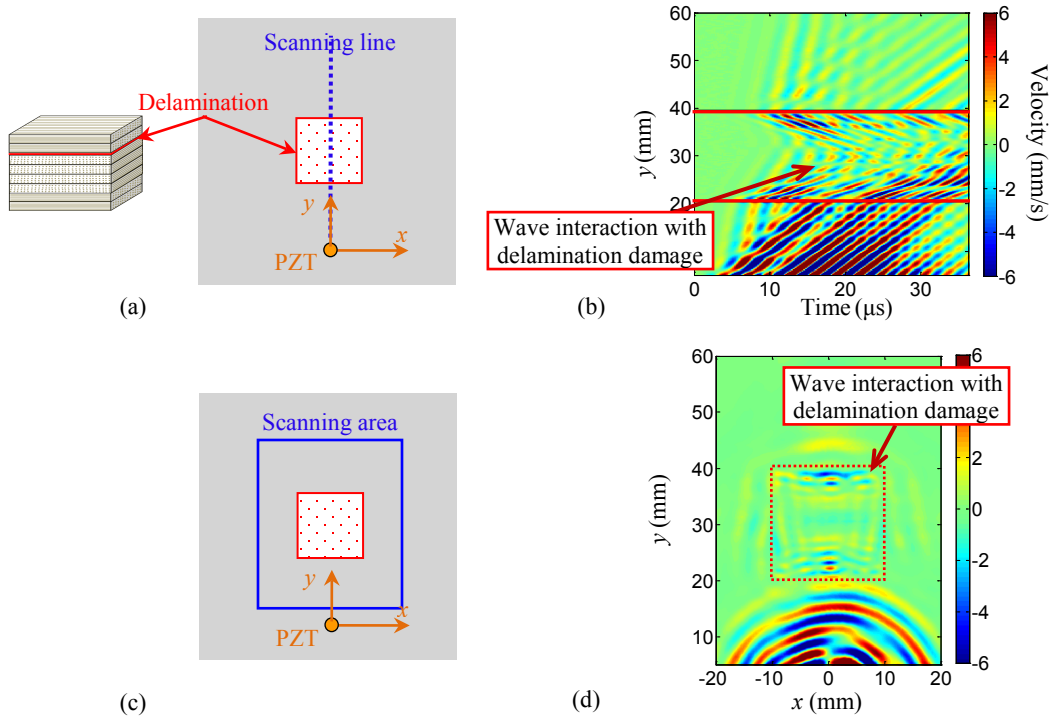 Scanning line
Delamination
y
x
PZT
(a)
60
50
40
30
20
10
y (mm)
0 10 20 30
Time (μs)
6
4
2
0
-2
-4
-6
Velocity (mm/s)
Wave interaction with
delamination damage
(b)
Scanning area
y
x
PZT
(c)
60
50
40
30
20
10
y (mm)
-20 -10 0 10 20
x (mm)
6
2
0
-2
-4
-6
Wave interaction with
delamination damage
(d)